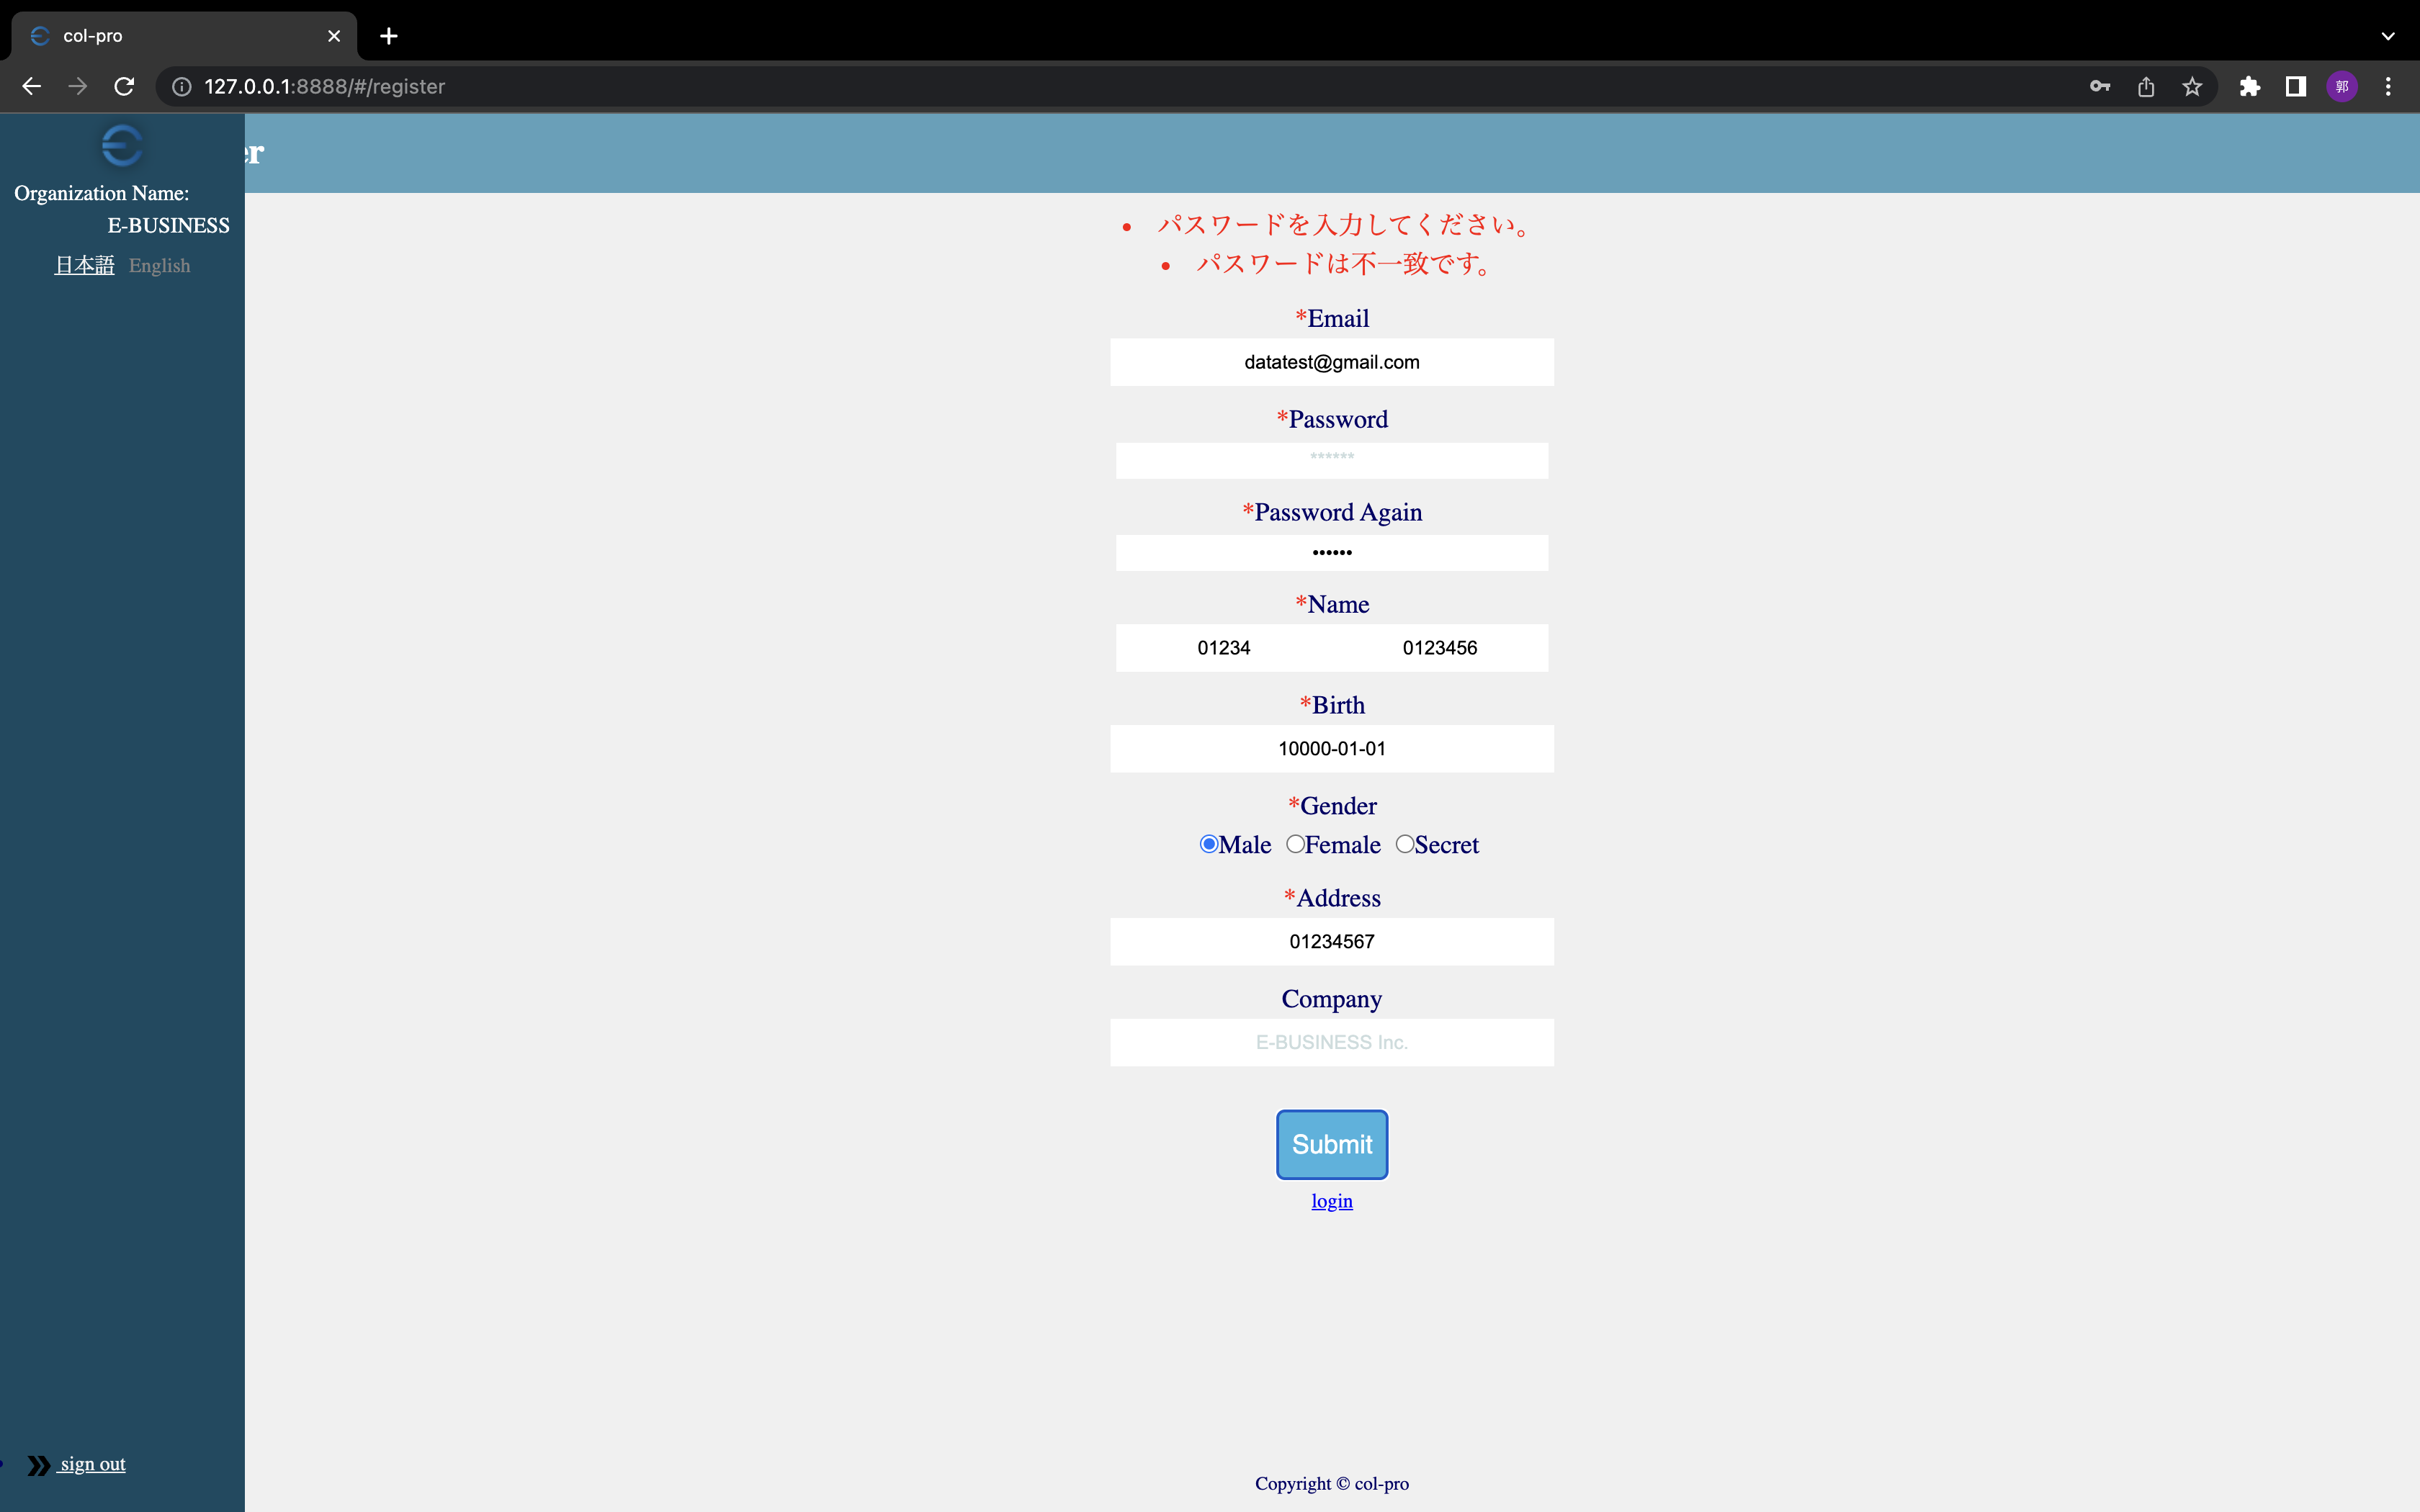 col-pro
127.0.0.1:8888/#/register
郭
er
Organization Name:
E-BUSINESS
日本語 English
パスワードを入力してください。
パスワードは不一致です。
*Email
datatest@gmail.com
*Password
******
*Password Again
••••••
*Name
01234 0123456
*Birth
10000-01-01
*Gender
Male Female Secret
*Address
01234567
Company
E-BUSINESS Inc.
Submit
login
sign out
Copyright © col-pro